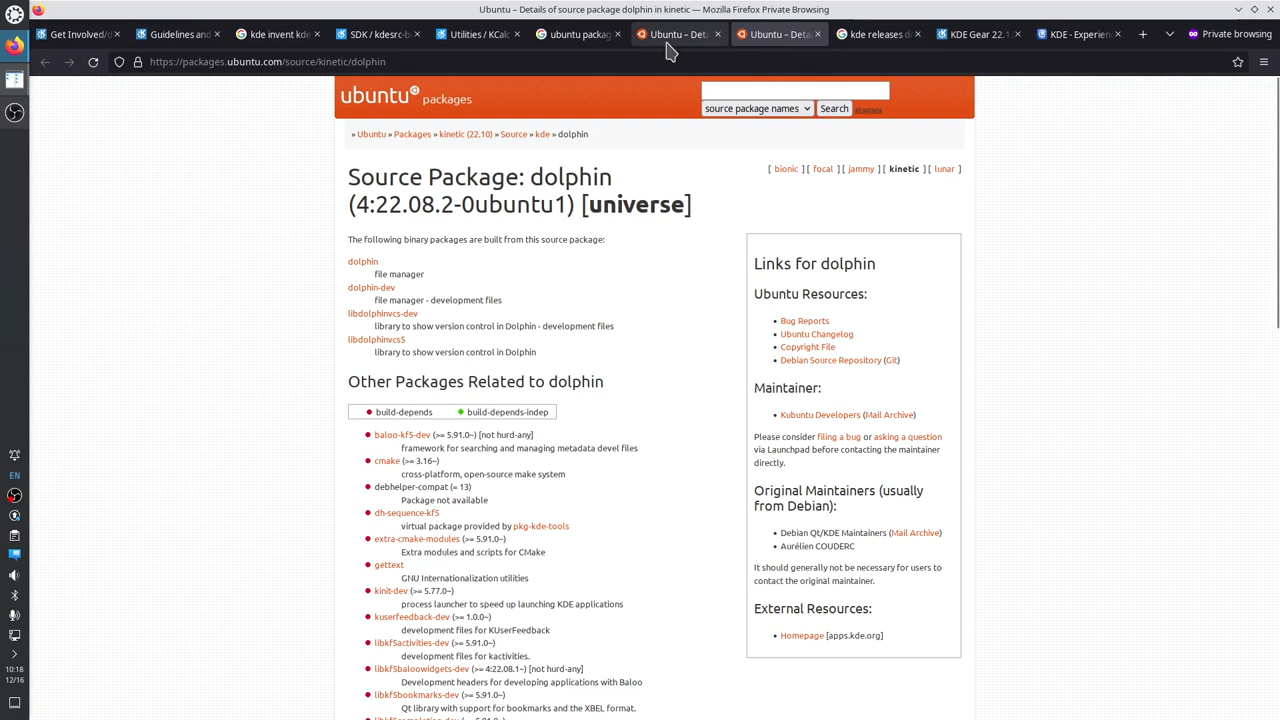 Ubuntu – Details of source package dolphin in kinetic — Mozilla Firefox Private Browsing
Get Involved/d
Guidelines and
kde invent kde
SDK / kdesrc-b
Utilities / KCalc
ubuntu packag
Ubuntu – Deta
Ubuntu – Deta
kde releases d
KDE Gear 22.1
KDE - Experien
Private browsing
https://packages.ubuntu.com/source/kinetic/dolphin
ubuntu packages
source package names
Search
all options
» Ubuntu » Packages » kinetic (22.10) » Source » kde » dolphin
[ bionic ] [ focal ] [ jammy ] [ kinetic ] [ lunar ]
Source Package: dolphin
(4:22.08.2-0ubuntu1) [universe]
The following binary packages are built from this source package:
dolphin
file manager
dolphin-dev
file manager - development files
libdolphinvcs-dev
library to show version control in Dolphin - development files
libdolphinvcs5
library to show version control in Dolphin
Other Packages Related to dolphin
build-depends
build-depends-indep
baloo-kf5-dev (>= 5.91.0~) [not hurd-any]
framework for searching and managing metadata devel files
cmake (>= 3.16~)
cross-platform, open-source make system
debhelper-compat (= 13)
Package not available
dh-sequence-kf5
virtual package provided by pkg-kde-tools
extra-cmake-modules (>= 5.91.0~)
Extra modules and scripts for CMake
gettext
GNU Internationalization utilities
kinit-dev (>= 5.77.0~)
process launcher to speed up launching KDE applications
kuserfeedback-dev (>= 1.0.0~)
development files for KUserFeedback
libkf5activities-dev (>= 5.91.0~)
development files for kactivities.
libkf5baloowidgets-dev (>= 4:22.08.1~) [not hurd-any]
Development headers for developing applications with Baloo
libkf5bookmarks-dev (>= 5.91.0~)
Qt library with support for bookmarks and the XBEL format.
Links for dolphin
Ubuntu Resources:
Bug Reports
Ubuntu Changelog
Copyright File
Debian Source Repository (Git)
Maintainer:
Kubuntu Developers (Mail Archive)
Please consider filing a bug or asking a question
via Launchpad before contacting the maintainer
directly.
Original Maintainers (usually
from Debian):
Debian Qt/KDE Maintainers (Mail Archive)
Aurélien COUDERC
It should generally not be necessary for users to
contact the original maintainer.
External Resources:
Homepage [apps.kde.org]
EN
10:18
12/16